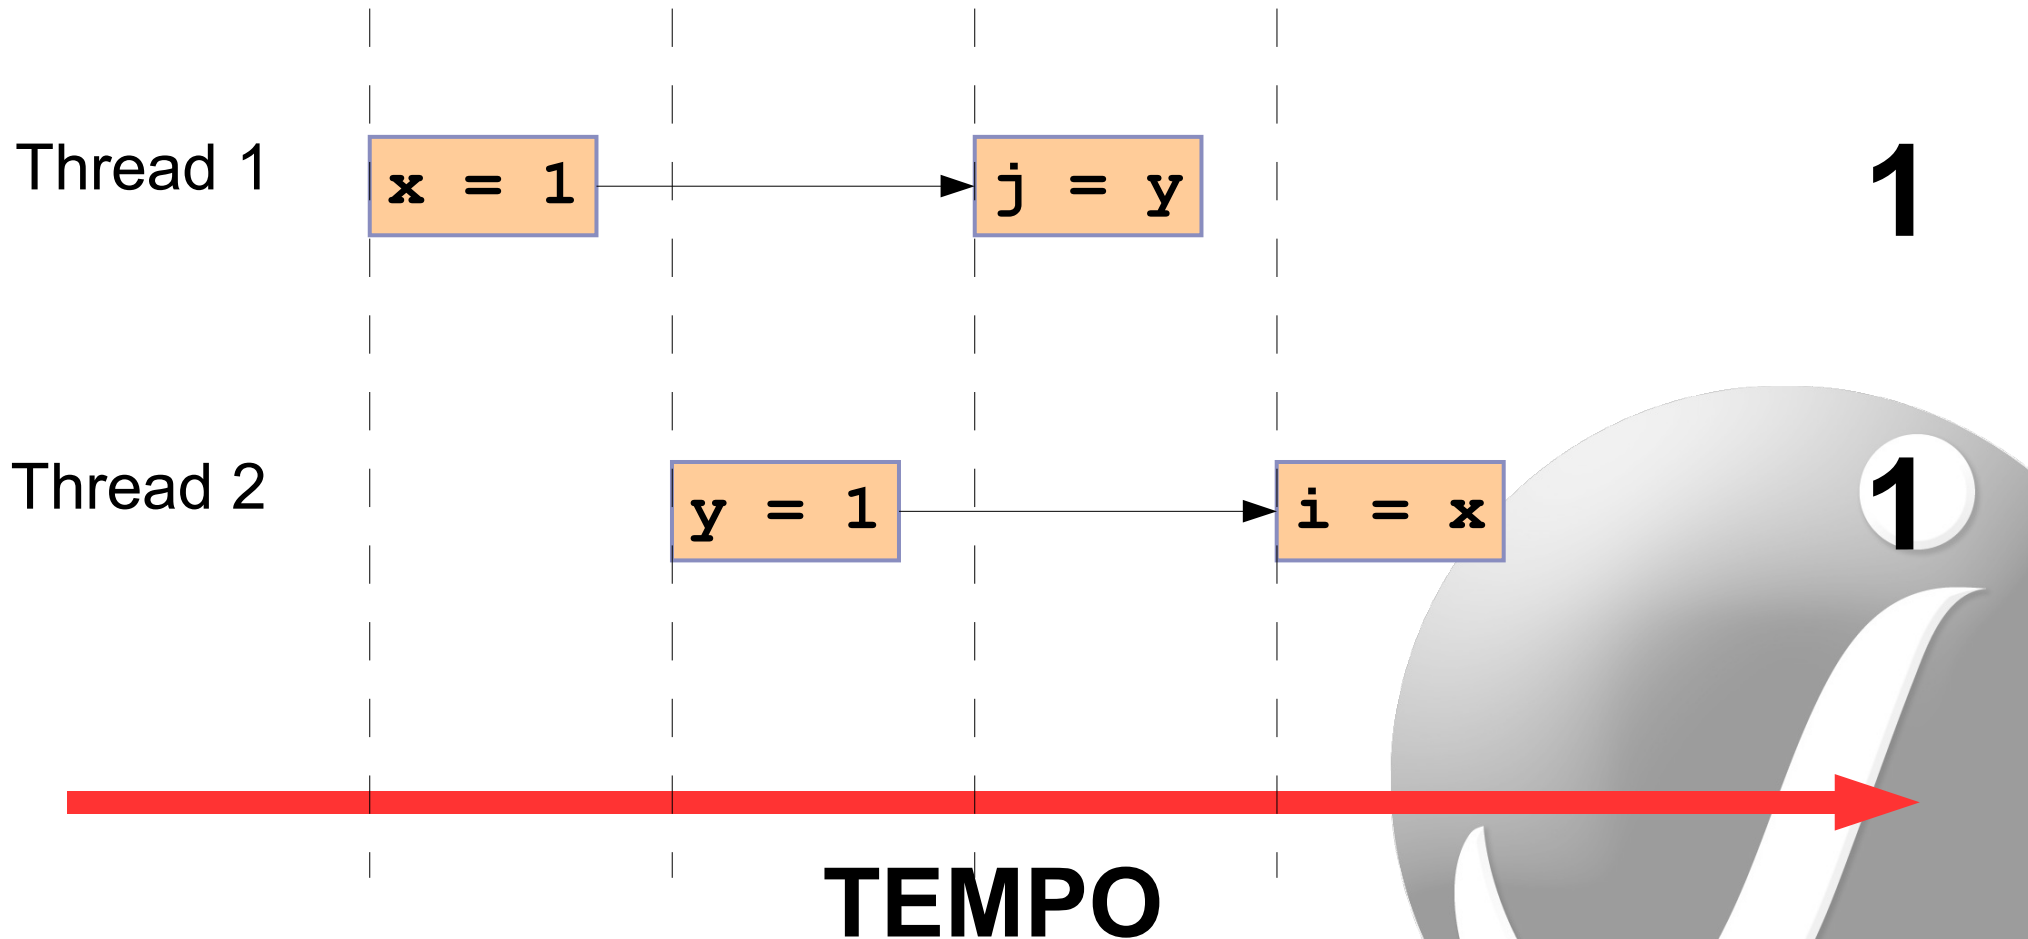 Thread 1
x = 1
j = y
1
Thread 2
y = 1
i = x
1
TEMPO